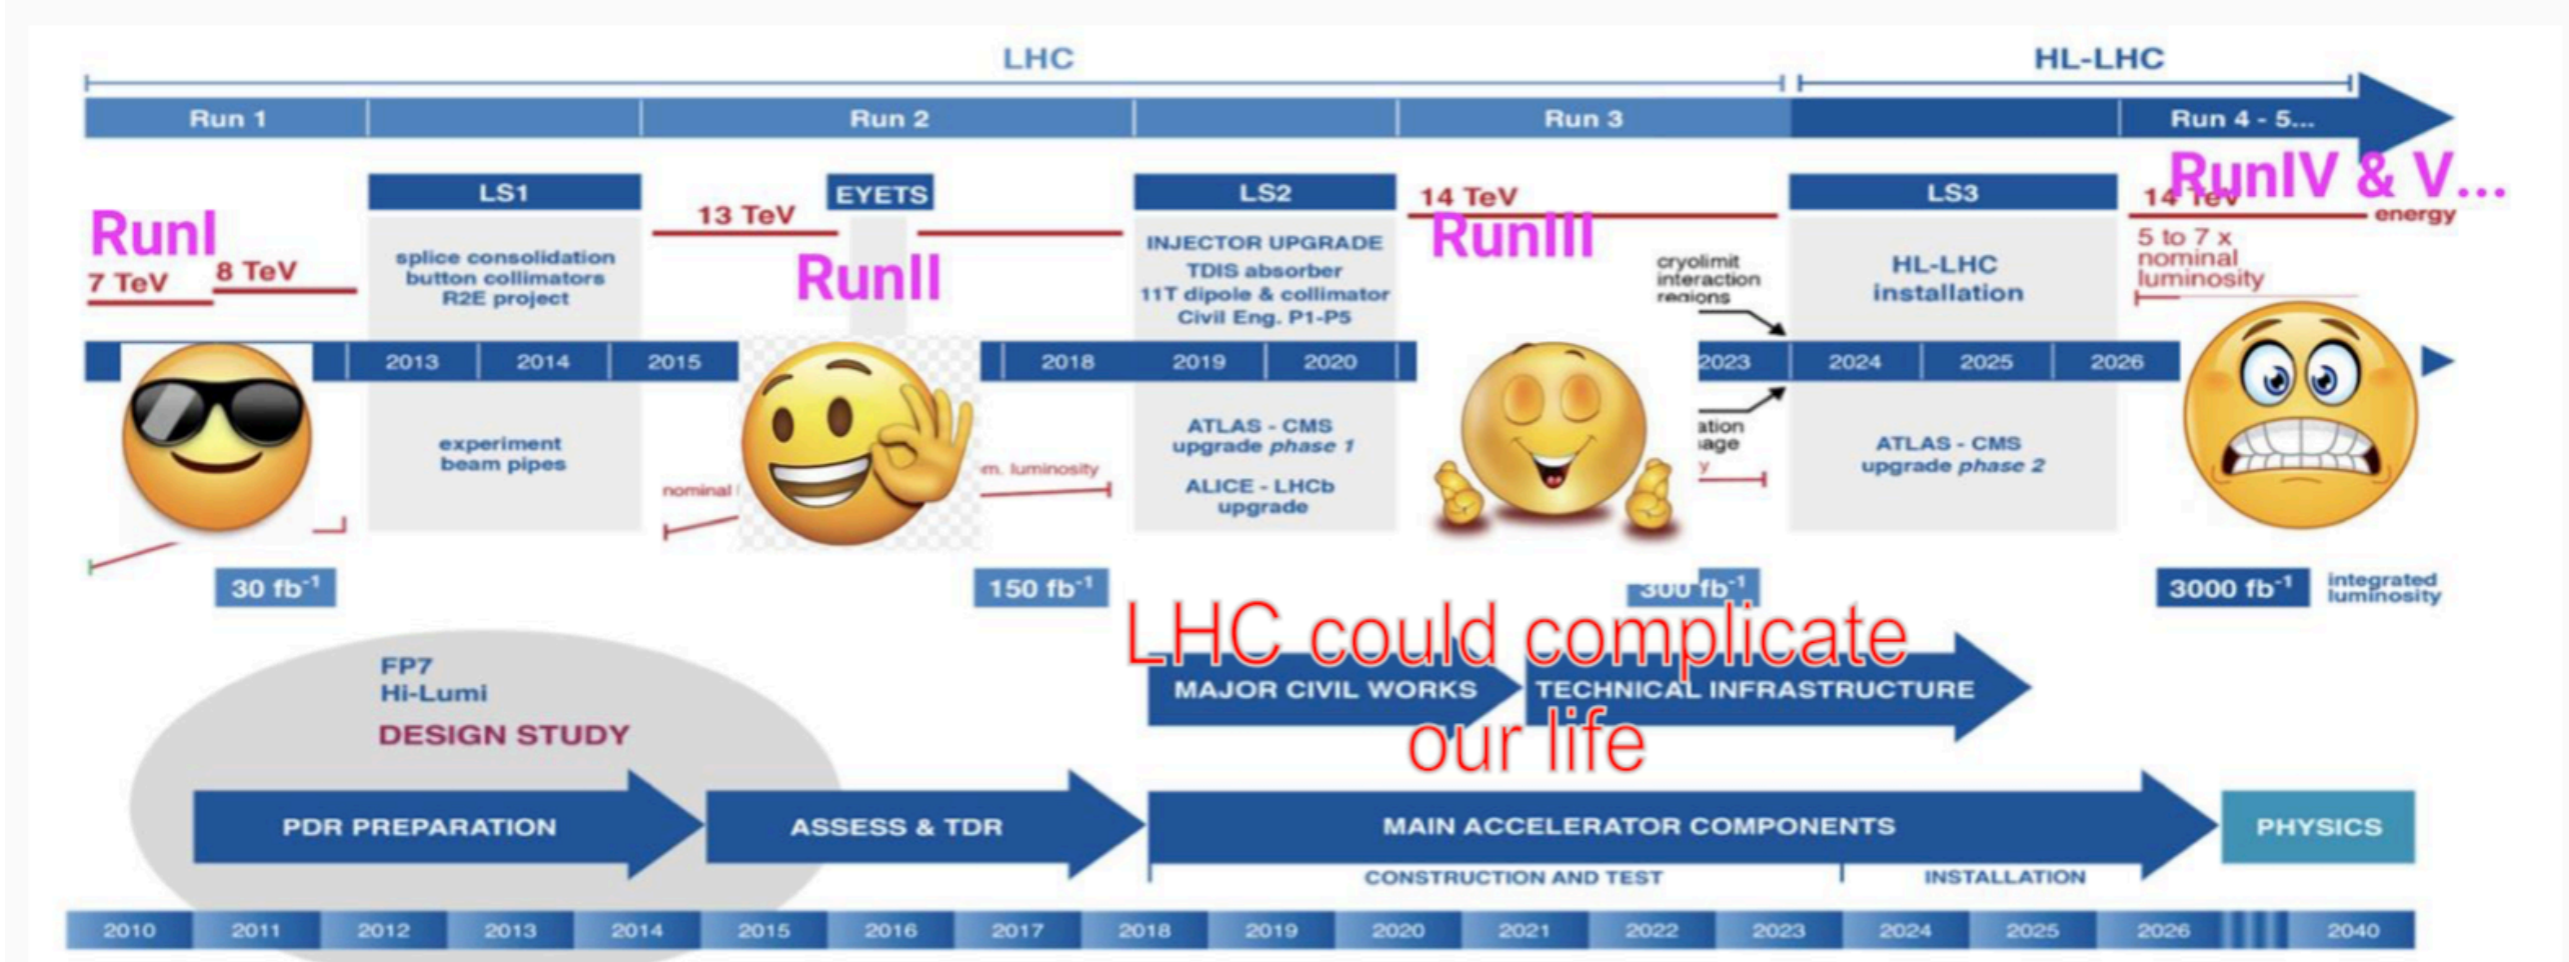 LHC
HL-LHC
Run 1
Run 2
Run 3
Run 4 - 5...
RunI
7 TeV
8 TeV
LS1
splice consolidation
button collimators
R2E project
13 TeV
EYETS
RunII
LS2
INJECTOR UPGRADE
TDIS absorber
11T dipole & collimator
Civil Eng. P1-P5
14 TeV
RunIII
cryolimit
interaction
regions
LS3
HL-LHC
installation
RunIV & V...
14 TeV
energy
5 to 7 x
nominal
luminosity
2013
2014
2015
2018
2019
2020
2023
2024
2025
2026
experiment
beam pipes
nominal
m. luminosity
ATLAS - CMS
upgrade phase 1
ALICE - LHCb
upgrade
ation
age
y
ATLAS - CMS
upgrade phase 2
30 fb⁻¹
150 fb⁻¹
300 fb⁻¹
3000 fb⁻¹
integrated
luminosity
LHC could complicate
our life
FP7
Hi-Lumi
DESIGN STUDY
MAJOR CIVIL WORKS
TECHNICAL INFRASTRUCTURE
PDR PREPARATION
ASSESS & TDR
MAIN ACCELERATOR COMPONENTS
PHYSICS
CONSTRUCTION AND TEST
INSTALLATION
2010
2011
2012
2013
2014
2015
2016
2017
2018
2019
2020
2021
2022
2023
2024
2025
2026
2040